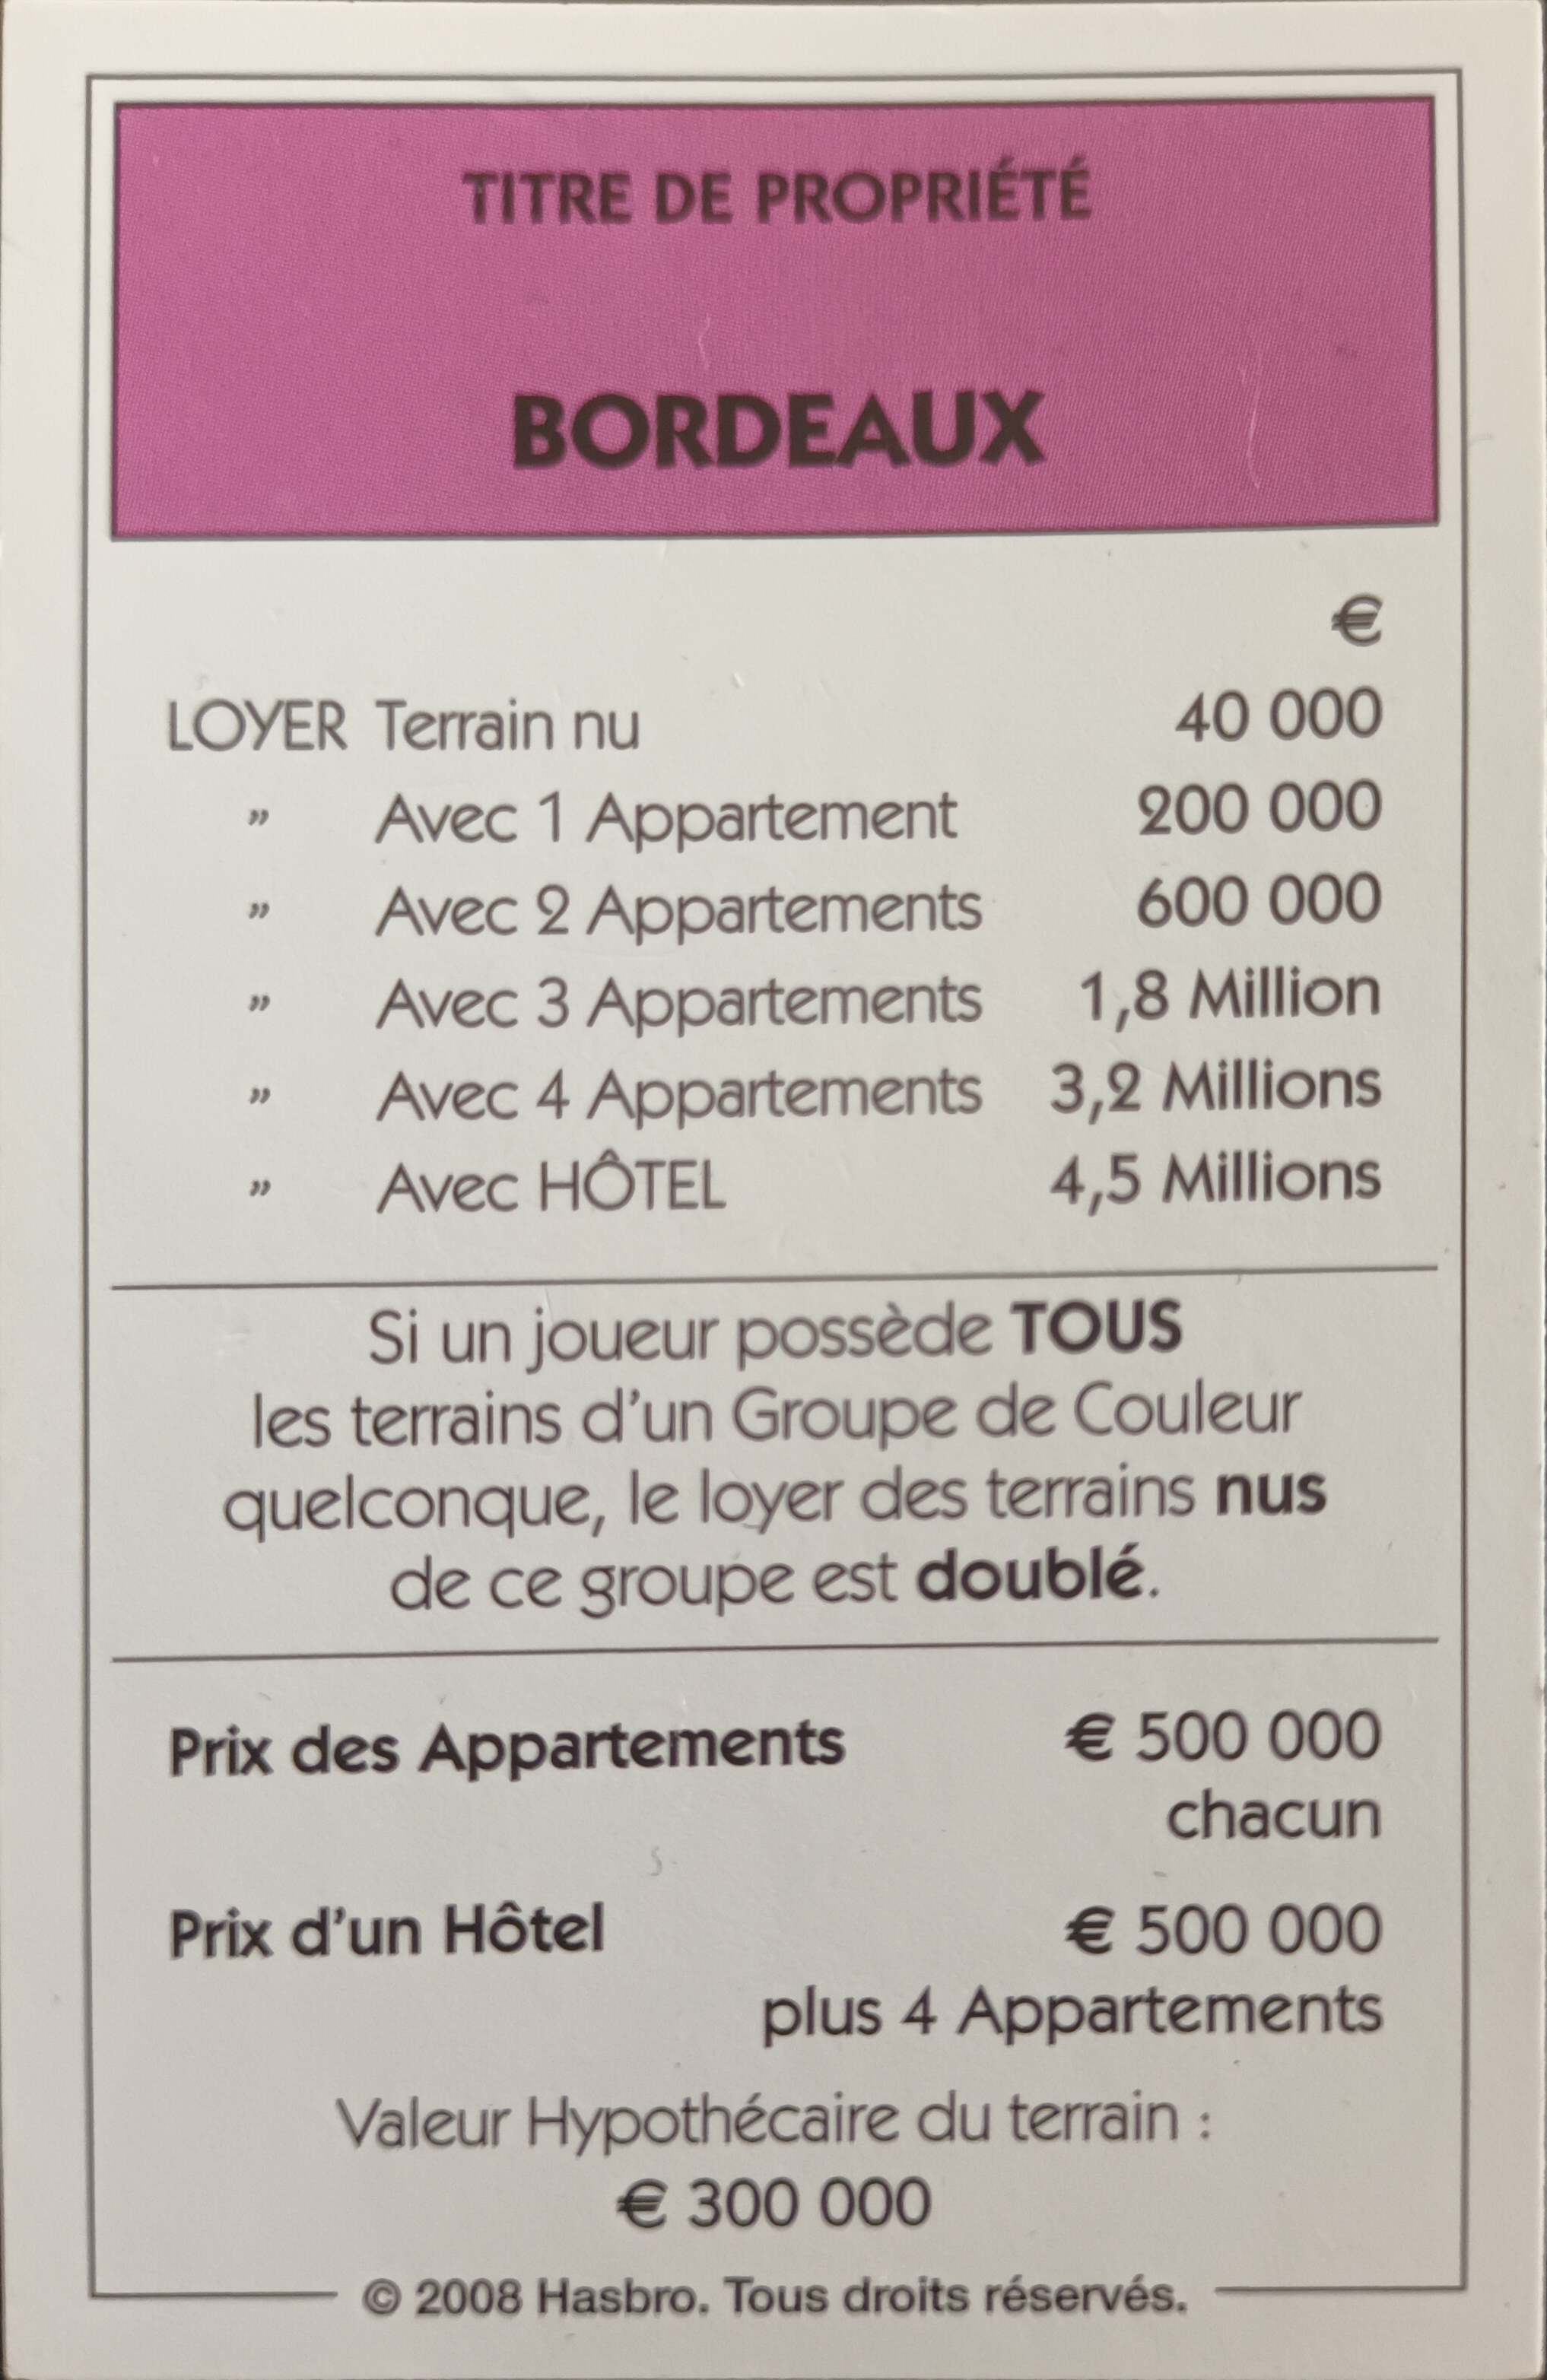 TITRE DE PROPRIÉTÉ
BORDEAUX
€
LOYER Terrain nu 40 000
” Avec 1 Appartement 200 000
” Avec 2 Appartements 600 000
” Avec 3 Appartements 1,8 Million
” Avec 4 Appartements 3,2 Millions
” Avec HÔTEL 4,5 Millions
Si un joueur possède TOUS
les terrains d’un Groupe de Couleur
quelconque, le loyer des terrains nus
de ce groupe est doublé.
Prix des Appartements € 500 000
chacun
Prix d’un Hôtel € 500 000
plus 4 Appartements
Valeur Hypothécaire du terrain :
€ 300 000
© 2008 Hasbro. Tous droits réservés.